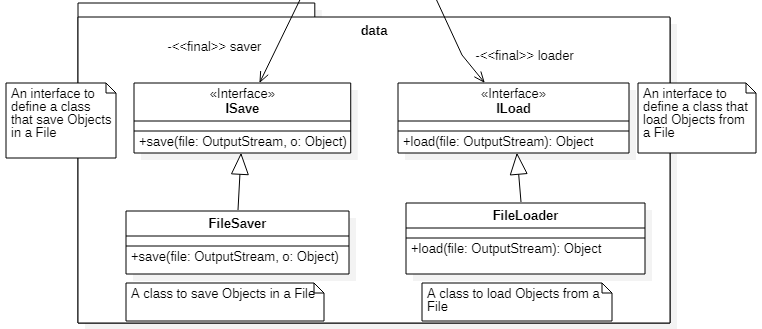 data
-<<final>> saver
-<<final>> loader
An interface to
define a class
that save Objects
in a File
«Interface»
ISave
+save(file: OutputStream, o: Object)
«Interface»
ILoad
+load(file: OutputStream): Object
An interface to
define a class that
load Objects from
a File
FileSaver
+save(file: OutputStream, o: Object)
FileLoader
+load(file: OutputStream): Object
A class to save Objects in a File
A class to load Objects from a
File